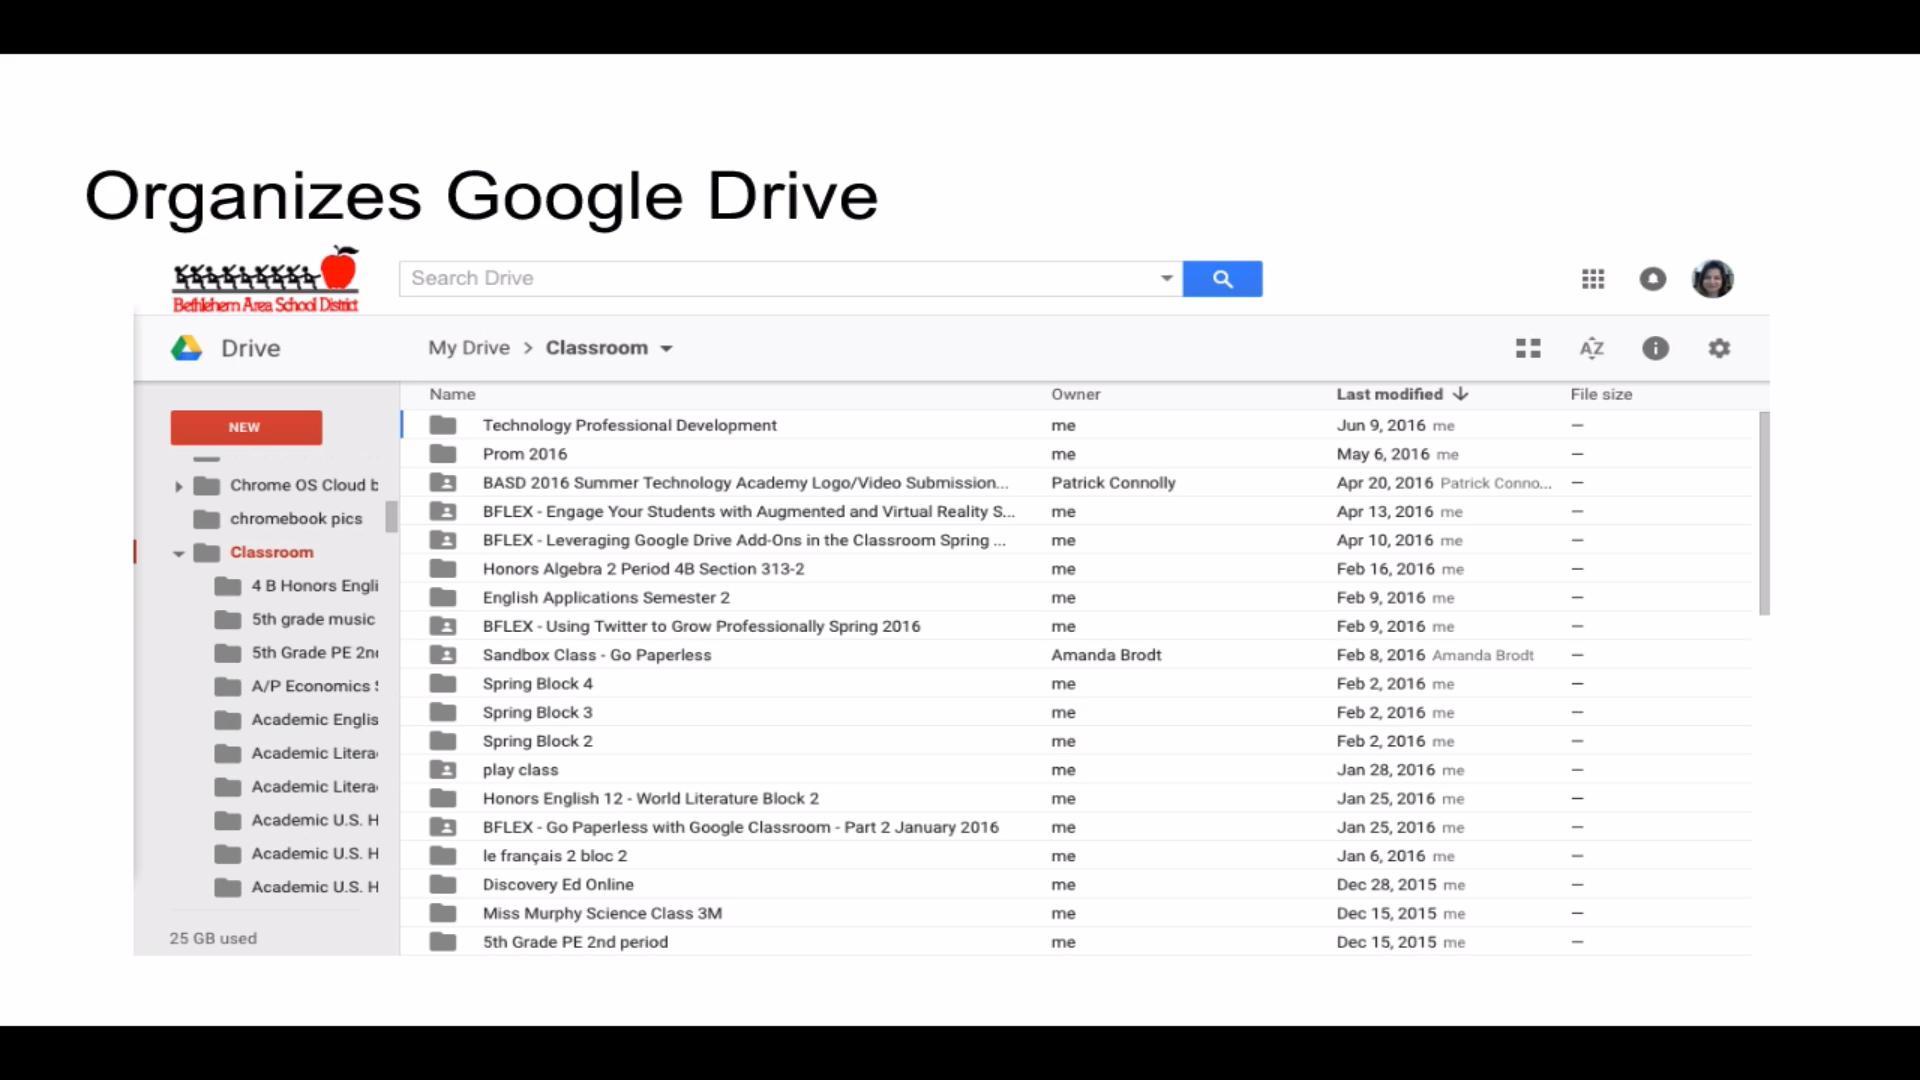 Organizes Google Drive
Bethlehem Area School District
Search Drive
Drive
My Drive > Classroom
Name Owner Last modified File size
NEW
Chrome OS Cloud b
chromebook pics
Classroom
4 B Honors Engli
5th grade music
5th Grade PE 2n
A/P Economics
Academic Englis
Academic Litera
Academic Litera
Academic U.S. H
Academic U.S. H
Academic U.S. H
25 GB used
Technology Professional Development me Jun 9, 2016 me —
Prom 2016 me May 6, 2016 me —
BASD 2016 Summer Technology Academy Logo/Video Submission... Patrick Connolly Apr 20, 2016 Patrick Conno... —
BFLEX - Engage Your Students with Augmented and Virtual Reality S... me Apr 13, 2016 me —
BFLEX - Leveraging Google Drive Add-Ons in the Classroom Spring ... me Apr 10, 2016 me —
Honors Algebra 2 Period 4B Section 313-2 me Feb 16, 2016 me —
English Applications Semester 2 me Feb 9, 2016 me —
BFLEX - Using Twitter to Grow Professionally Spring 2016 me Feb 9, 2016 me —
Sandbox Class - Go Paperless Amanda Brodt Feb 8, 2016 Amanda Brodt —
Spring Block 4 me Feb 2, 2016 me —
Spring Block 3 me Feb 2, 2016 me —
Spring Block 2 me Feb 2, 2016 me —
play class me Jan 28, 2016 me —
Honors English 12 - World Literature Block 2 me Jan 25, 2016 me —
BFLEX - Go Paperless with Google Classroom - Part 2 January 2016 me Jan 25, 2016 me —
le français 2 bloc 2 me Jan 6, 2016 me —
Discovery Ed Online me Dec 28, 2015 me —
Miss Murphy Science Class 3M me Dec 15, 2015 me —
5th Grade PE 2nd period me Dec 15, 2015 me —